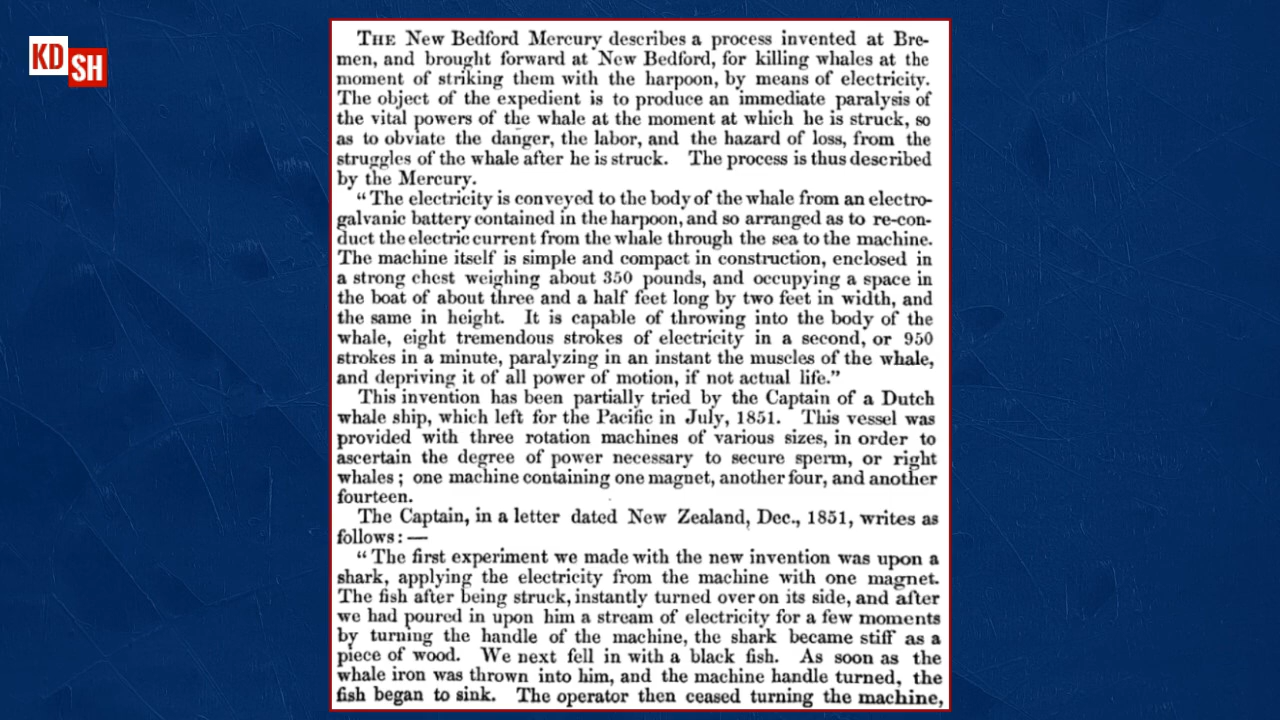 KD
SH
THE New Bedford Mercury describes a process invented at Bre-
men, and brought forward at New Bedford, for killing whales at the
moment of striking them with the harpoon, by means of electricity.
The object of the expedient is to produce an immediate paralysis of
the vital powers of the whale at the moment at which he is struck, so
as to obviate the danger, the labor, and the hazard of loss, from the
struggles of the whale after he is struck. The process is thus described
by the Mercury.
“The electricity is conveyed to the body of the whale from an electro-
galvanic battery contained in the harpoon, and so arranged as to re-con-
duct the electric current from the whale through the sea to the machine.
The machine itself is simple and compact in construction, enclosed in
a strong chest weighing about 350 pounds, and occupying a space in
the boat of about three and a half feet long by two feet in width, and
the same in height. It is capable of throwing into the body of the
whale, eight tremendous strokes of electricity in a second, or 950
strokes in a minute, paralyzing in an instant the muscles of the whale,
and depriving it of all power of motion, if not actual life.”
This invention has been partially tried by the Captain of a Dutch
whale ship, which left for the Pacific in July, 1851. This vessel was
provided with three rotation machines of various sizes, in order to
ascertain the degree of power necessary to secure sperm, or right
whales; one machine containing one magnet, another four, and another
fourteen.
The Captain, in a letter dated New Zealand, Dec., 1851, writes as
follows:—
“The first experiment we made with the new invention was upon a
shark, applying the electricity from the machine with one magnet.
The fish after being struck, instantly turned over on its side, and after
we had poured in upon him a stream of electricity for a few moments
by turning the handle of the machine, the shark became stiff as a
piece of wood. We next fell in with a black fish. As soon as the
whale iron was thrown into him, and the machine handle turned, the
fish began to sink. The operator then ceased turning the machine,